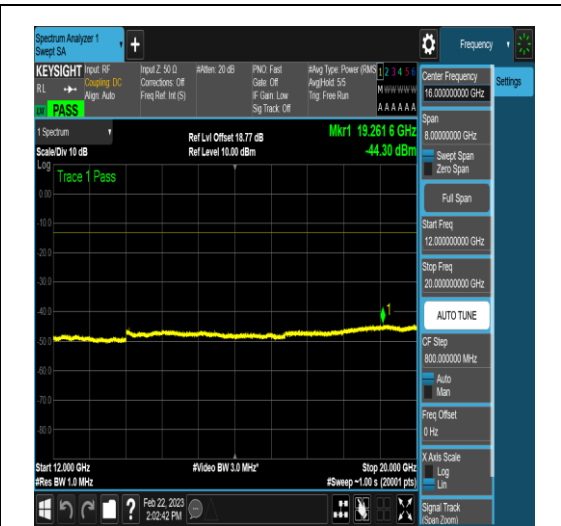 Spectrum Analyzer 1
Swept SA
Frequency
KEYSIGHT
RL
PASS
Input: RF
Coupling: DC
Align: Auto
Input Z: 50 Ω
Corrections: Off
Freq Ref: Int (S)
#Atten: 20 dB
PNO: Fast
Gate: Off
IF Gain: Low
Sig Track: Off
#Avg Type: Power (RMS)
Avg|Hold: 5/5
Trig: Free Run
1 2 3 4 5 6
M W W W W W
A A A A A A
1 Spectrum
Scale/Div 10 dB
Ref Lvl Offset 18.77 dB
Ref Level 10.00 dBm
Mkr1 19.261 6 GHz
-44.30 dBm
Log
Trace 1 Pass
0.00
-10.0
-20.0
-30.0
-40.0
-50.0
-60.0
-70.0
-80.0
1
Start 12.000 GHz
#Res BW 1.0 MHz
#Video BW 3.0 MHz*
Stop 20.000 GHz
#Sweep ~1.00 s (20001 pts)
Feb 22, 2023
2:02:42 PM
Center Frequency
16.000000000 GHz
Settings
Span
8.00000000 GHz
Swept Span
Zero Span
Full Span
Start Freq
12.000000000 GHz
Stop Freq
20.000000000 GHz
AUTO TUNE
CF Step
800.000000 MHz
Auto
Man
Freq Offset
0 Hz
X Axis Scale
Log
Lin
Signal Track
(Span Zoom)